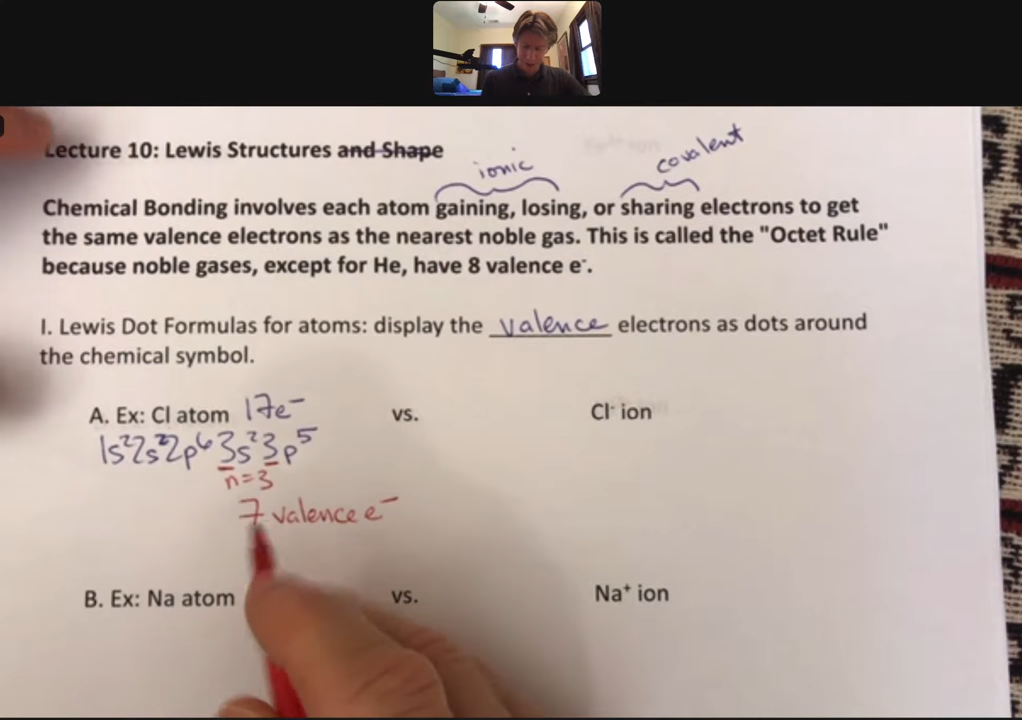 Lecture 10: Lewis Structures and Shape
ionic
covalent
Chemical Bonding involves each atom gaining, losing, or sharing electrons to get
the same valence electrons as the nearest noble gas. This is called the "Octet Rule"
because noble gases, except for He, have 8 valence e⁻.
I. Lewis Dot Formulas for atoms: display the valence electrons as dots around
the chemical symbol.
A. Ex: Cl atom 17e⁻ vs. Cl⁻ ion
1s²2s²2p⁶3s²3p⁵
n=3
7 valence e⁻
B. Ex: Na atom vs. Na⁺ ion